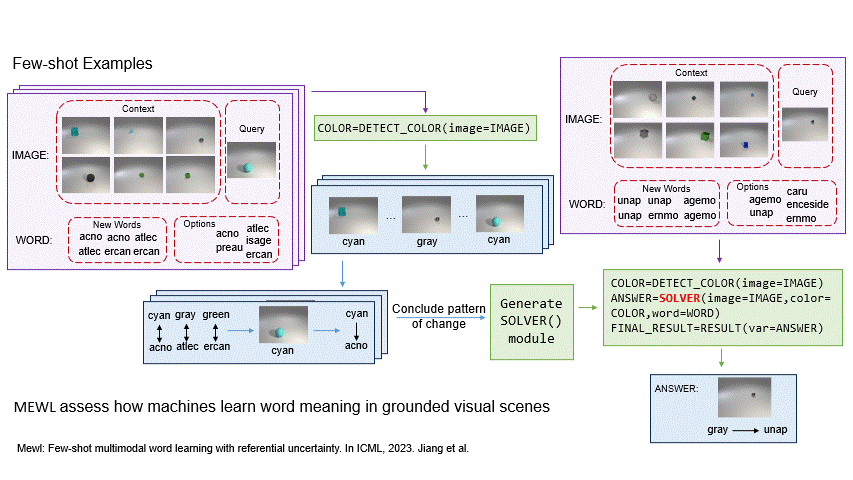 Few-shot Examples
Context
Query
IMAGE:
WORD:
New Words
acno acno atlec
atlec ercan ercan
Options
acno atlec
preau isage
ercan
COLOR=DETECT_COLOR(image=IMAGE)
... ...
cyan gray cyan
cyan gray green
acno atlec ercan
cyan
cyan
acno
Conclude pattern
of change
Generate
SOLVER()
module
Context
Query
IMAGE:
WORD:
New Words
unap unap agemo
unap ernmo agemo
Options
agemo caru
unap enceside
ernmo
COLOR=DETECT_COLOR(image=IMAGE)
ANSWER=SOLVER(image=IMAGE,color=
COLOR,word=WORD)
FINAL_RESULT=RESULT(var=ANSWER)
ANSWER:
gray unap
MEWL assess how machines learn word meaning in grounded visual scenes
Mewl: Few-shot multimodal word learning with referential uncertainty. In ICML, 2023. Jiang et al.